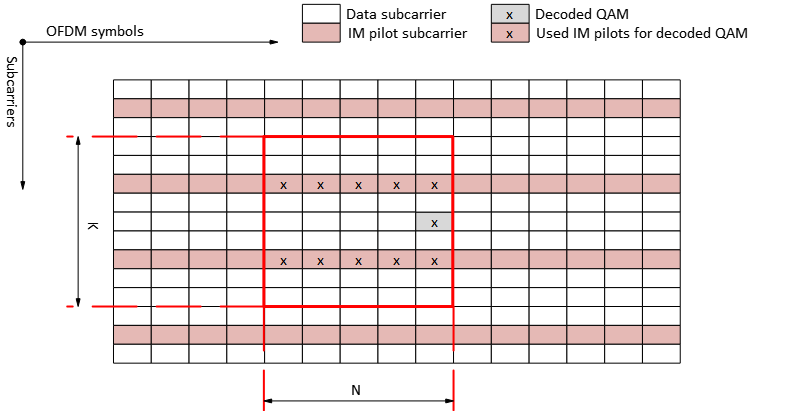 Data subcarrier
x Decoded QAM
IM pilot subcarrier
x Used IM pilots for decoded QAM
OFDM symbols
Subcarriers
x x x x x
x
K
x x x x x
N